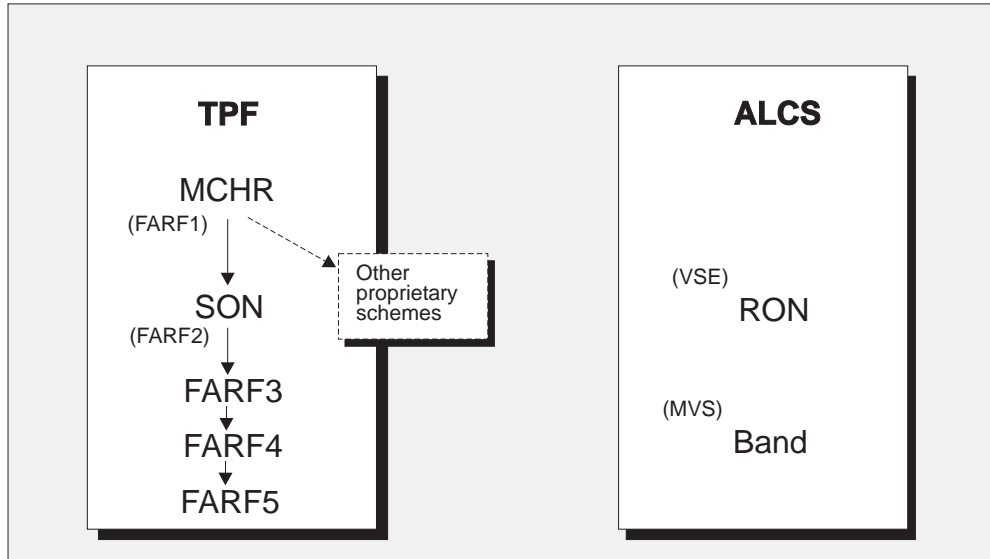 TPF
MCHR
(FARF1)
Other
proprietary
schemes
SON
(FARF2)
FARF3
FARF4
FARF5
ALCS
(VSE)
RON
(MVS)
Band